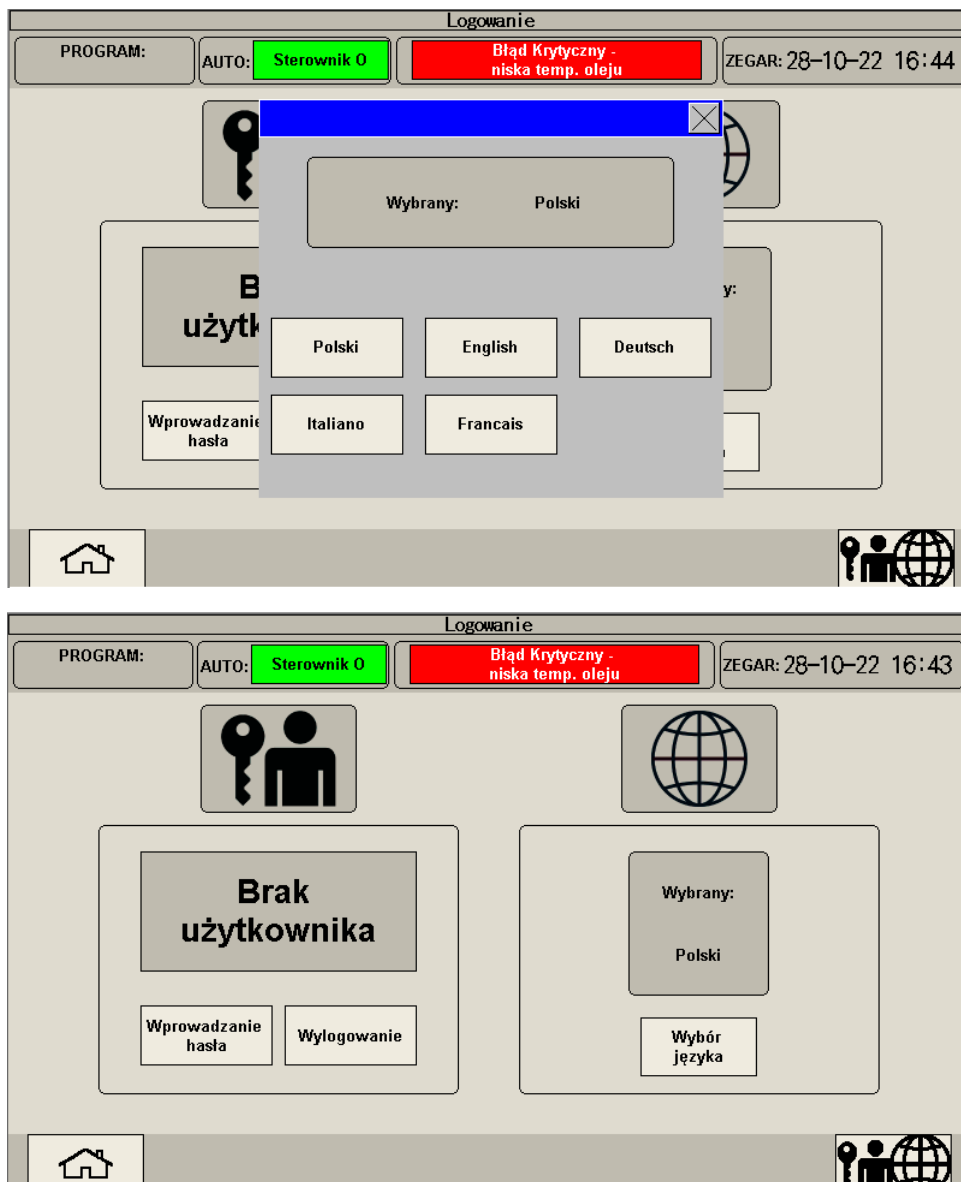 Logowanie
PROGRAM:
AUTO: Sterownik O
Błąd Krytyczny -
niska temp. oleju
ZEGAR: 28-10-22 16:44
Wybrany: Polski
B
użytk
y:
Polski English Deutsch
Wprowadzanie
hasła
Italiano Francais
Logowanie
PROGRAM:
AUTO: Sterownik O
Błąd Krytyczny -
niska temp. oleju
ZEGAR: 28-10-22 16:43
Brak
użytkownika
Wybrany:
Polski
Wprowadzanie
hasła
Wylogowanie
Wybór
języka